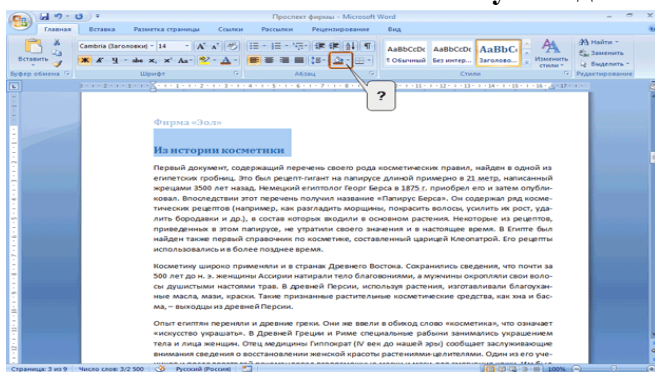 Проспект фирмы - Microsoft Word
Главная Вставка Разметка страницы Ссылки Рассылки Рецензирование Вид
Cambria (Заголовки) 14
Вставить
AaBbCcDc AaBbCcDc AaBbC
¶ Обычный Без интер... Заголово...
Изменить стили
Найти
Заменить
Выделить
Буфер обмена Шрифт Абзац Стили Редактирование
?
Фирма «Зол»
Из истории косметики
Первый документ, содержащий перечень своего рода косметических правил, найден в одной из
египетских гробниц. Это был рецепт-гигант на папирусе длиной примерно в 21 метр, написанный
жрецами 3500 лет назад. Немецкий египтолог Георг Берса в 1875 г. приобрел его и затем опубли-
ковал. Впоследствии этот перечень получил название «Папирус Берса». Он содержал ряд косме-
тических рецептов (например, как разгладить морщины, покрасить волосы, усилить их рост, уда-
лить бородавки и др.), в состав которых входили в основном растения. Некоторые из рецептов,
приведенных в этом папирусе, не утратили своего значения и в настоящее время. В Египте был
найден также первый справочник по косметике, составленный царицей Клеопатрой. Его рецепты
использовались и в более позднее время.
Косметику широко применяли и в странах Древнего Востока. Сохранились сведения, что почти за
500 лет до н. э. женщины Ассирии натирали тело благовониями, а мужчины окропляли свои воло-
сы душистыми настоями трав. В древней Персии, используя растения, изготавливали благоухан-
ные масла, мази, краски. Такие признанные растительные косметические средства, как хна и бас-
ма, – выходцы из древней Персии.
Опыт египтян переняли и древние греки. Они же ввели в обиход слово «косметика», что означает
«искусство украшать». В Древней Греции и Риме специальные рабыни занимались украшением
тела и лица женщин. Отец медицины Гиппократ (IV век до нашей эры) сообщает заслуживающие
внимания сведения о восстановлении женской красоты растениями-целителями. Один из его уче-
Страница: 3 из 9 Число слов: 3/2 500 Русский (Россия) 100%